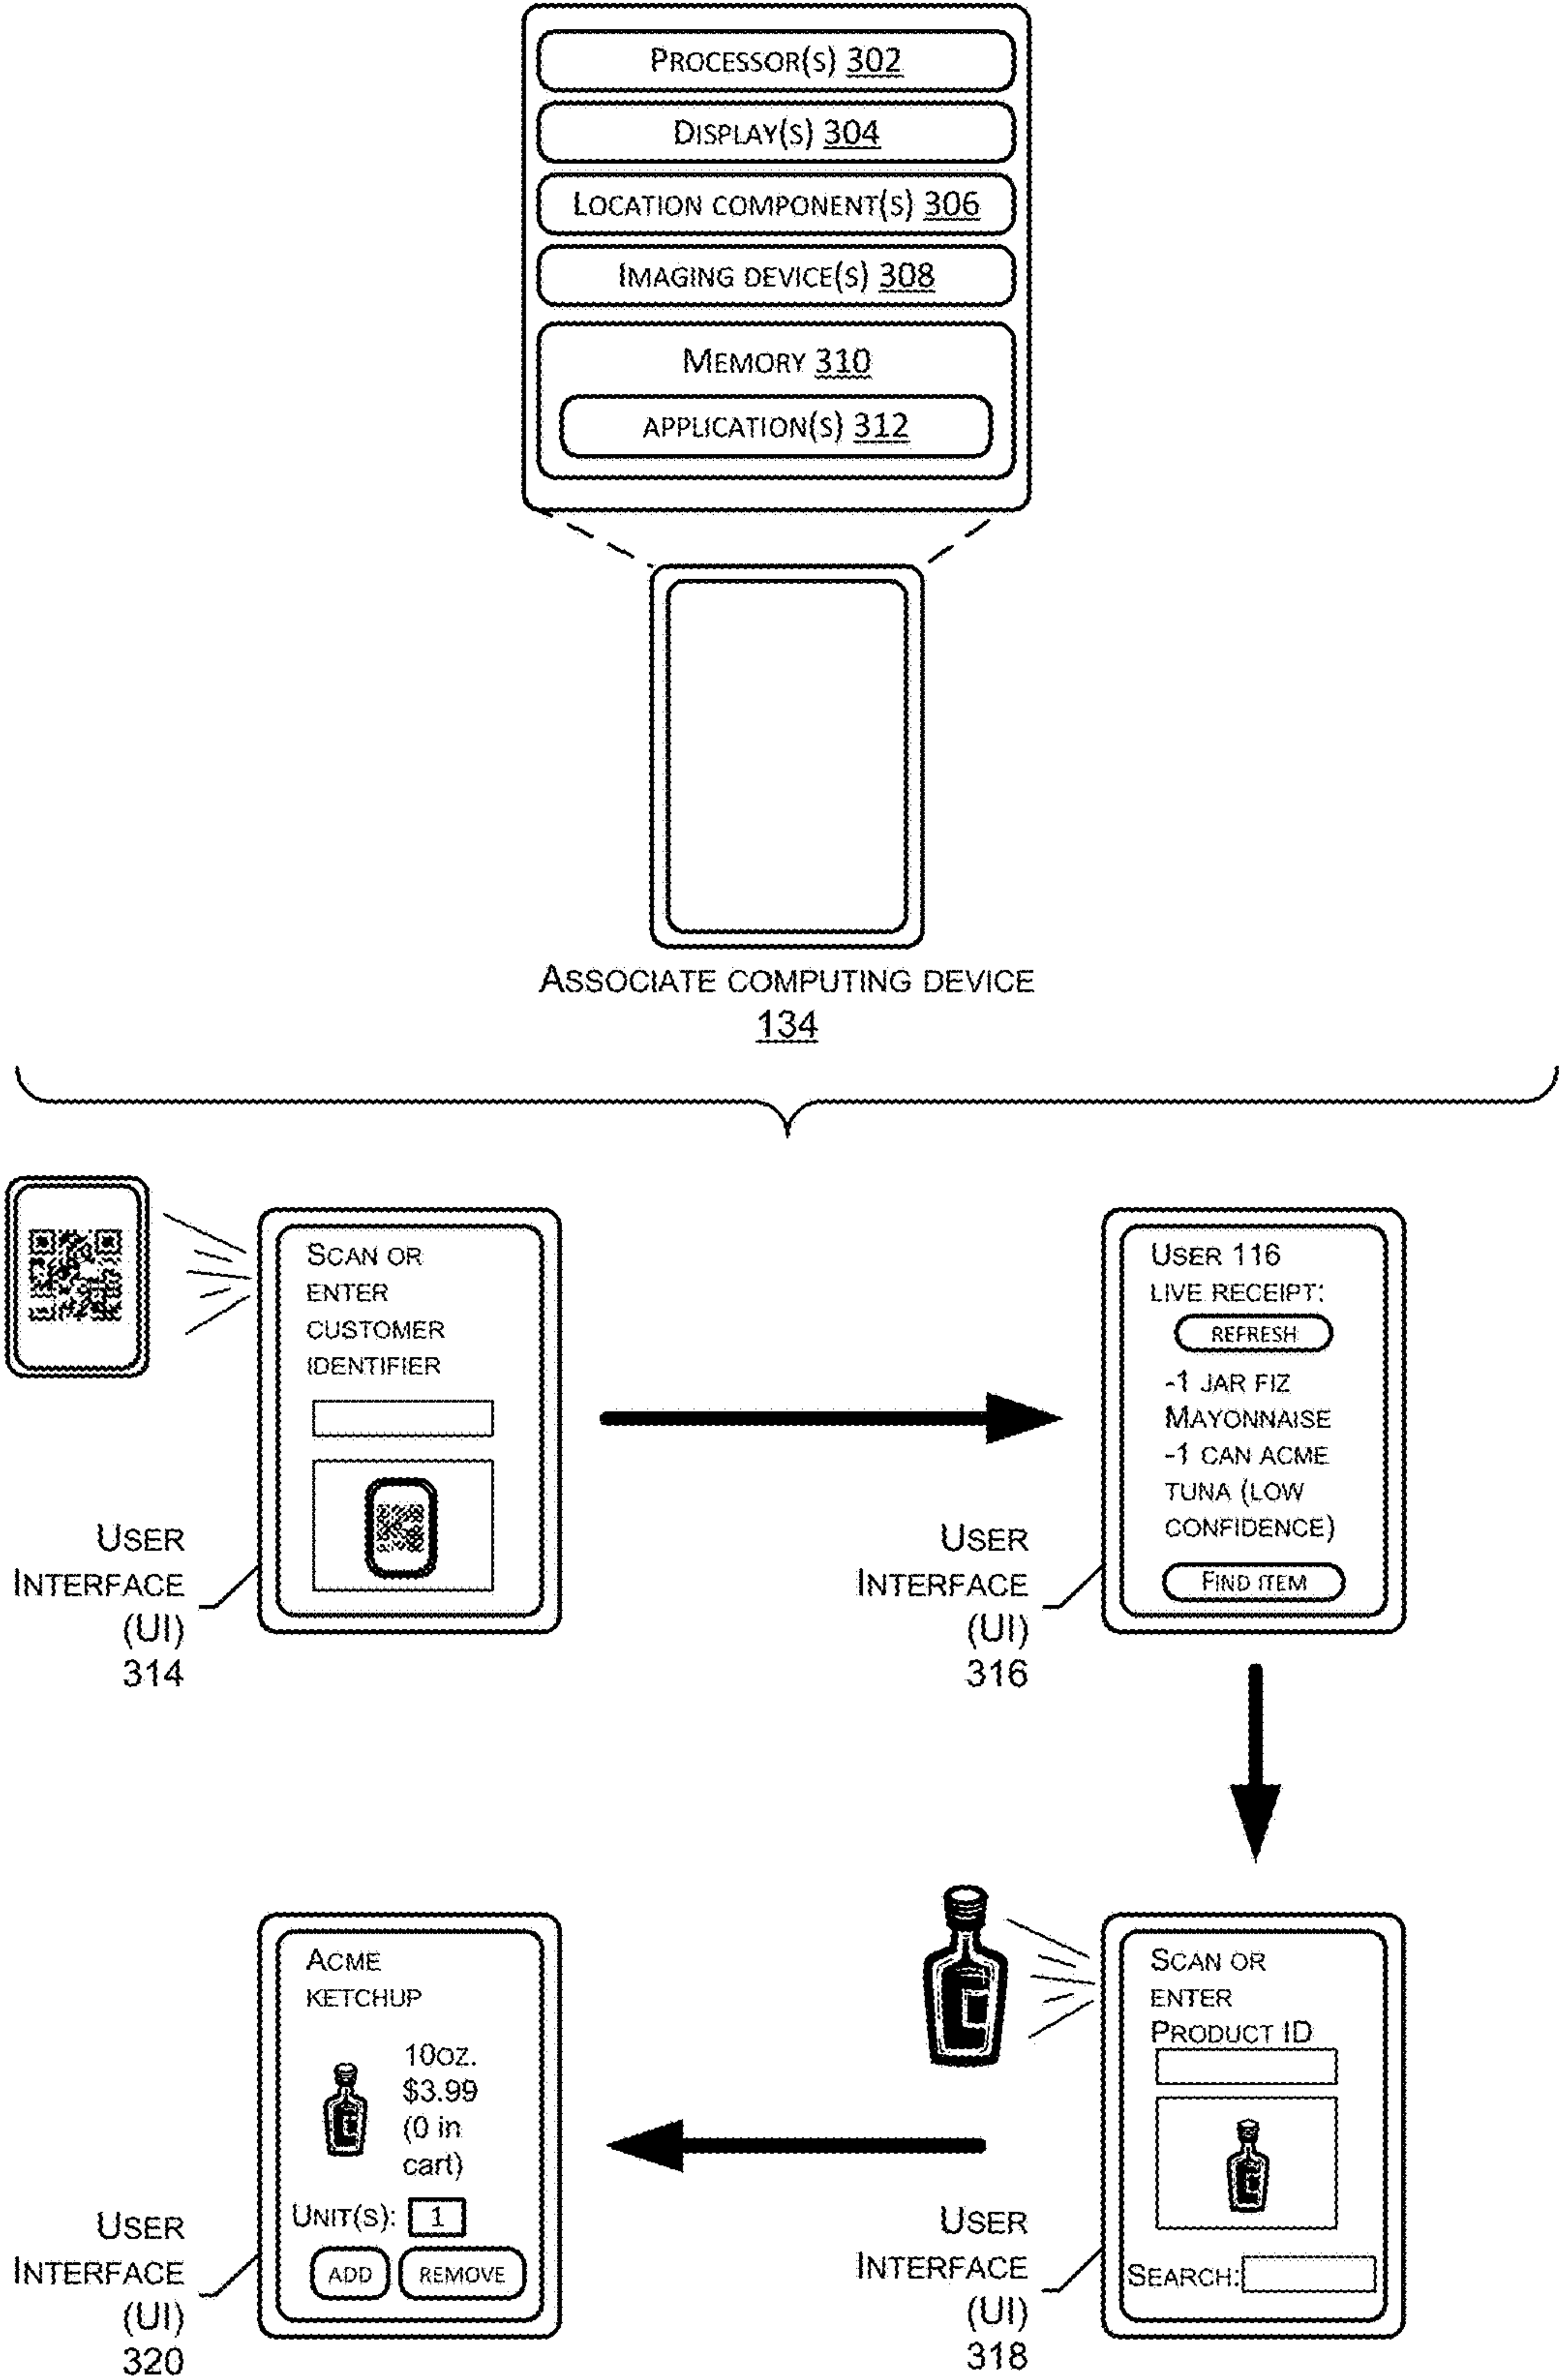 PROCESSOR(S) 302
DISPLAY(S) 304
LOCATION COMPONENT(S) 306
IMAGING DEVICE(S) 308
MEMORY 310
APPLICATION(S) 312
ASSOCIATE COMPUTING DEVICE
134
SCAN OR
ENTER
CUSTOMER
IDENTIFIER
USER
INTERFACE
(UI)
314
USER 116
LIVE RECEIPT:
REFRESH
-1 JAR FIZ
MAYONNAISE
-1 CAN ACME
TUNA (LOW
CONFIDENCE)
FIND ITEM
USER
INTERFACE
(UI)
316
ACME
KETCHUP
10oz.
$3.99
(0 in
cart)
UNIT(S): 1
ADD REMOVE
USER
INTERFACE
(UI)
320
SCAN OR
ENTER
PRODUCT ID
SEARCH:
USER
INTERFACE
(UI)
318